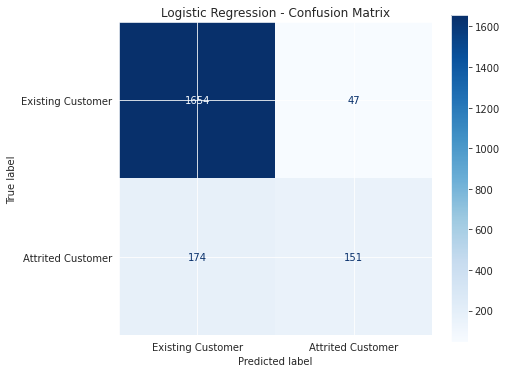 Logistic Regression - Confusion Matrix
Existing Customer
1654
47
Attrited Customer
174
151
Existing Customer
Attrited Customer
Predicted label
True label
1600
1400
1200
1000
800
600
400
200